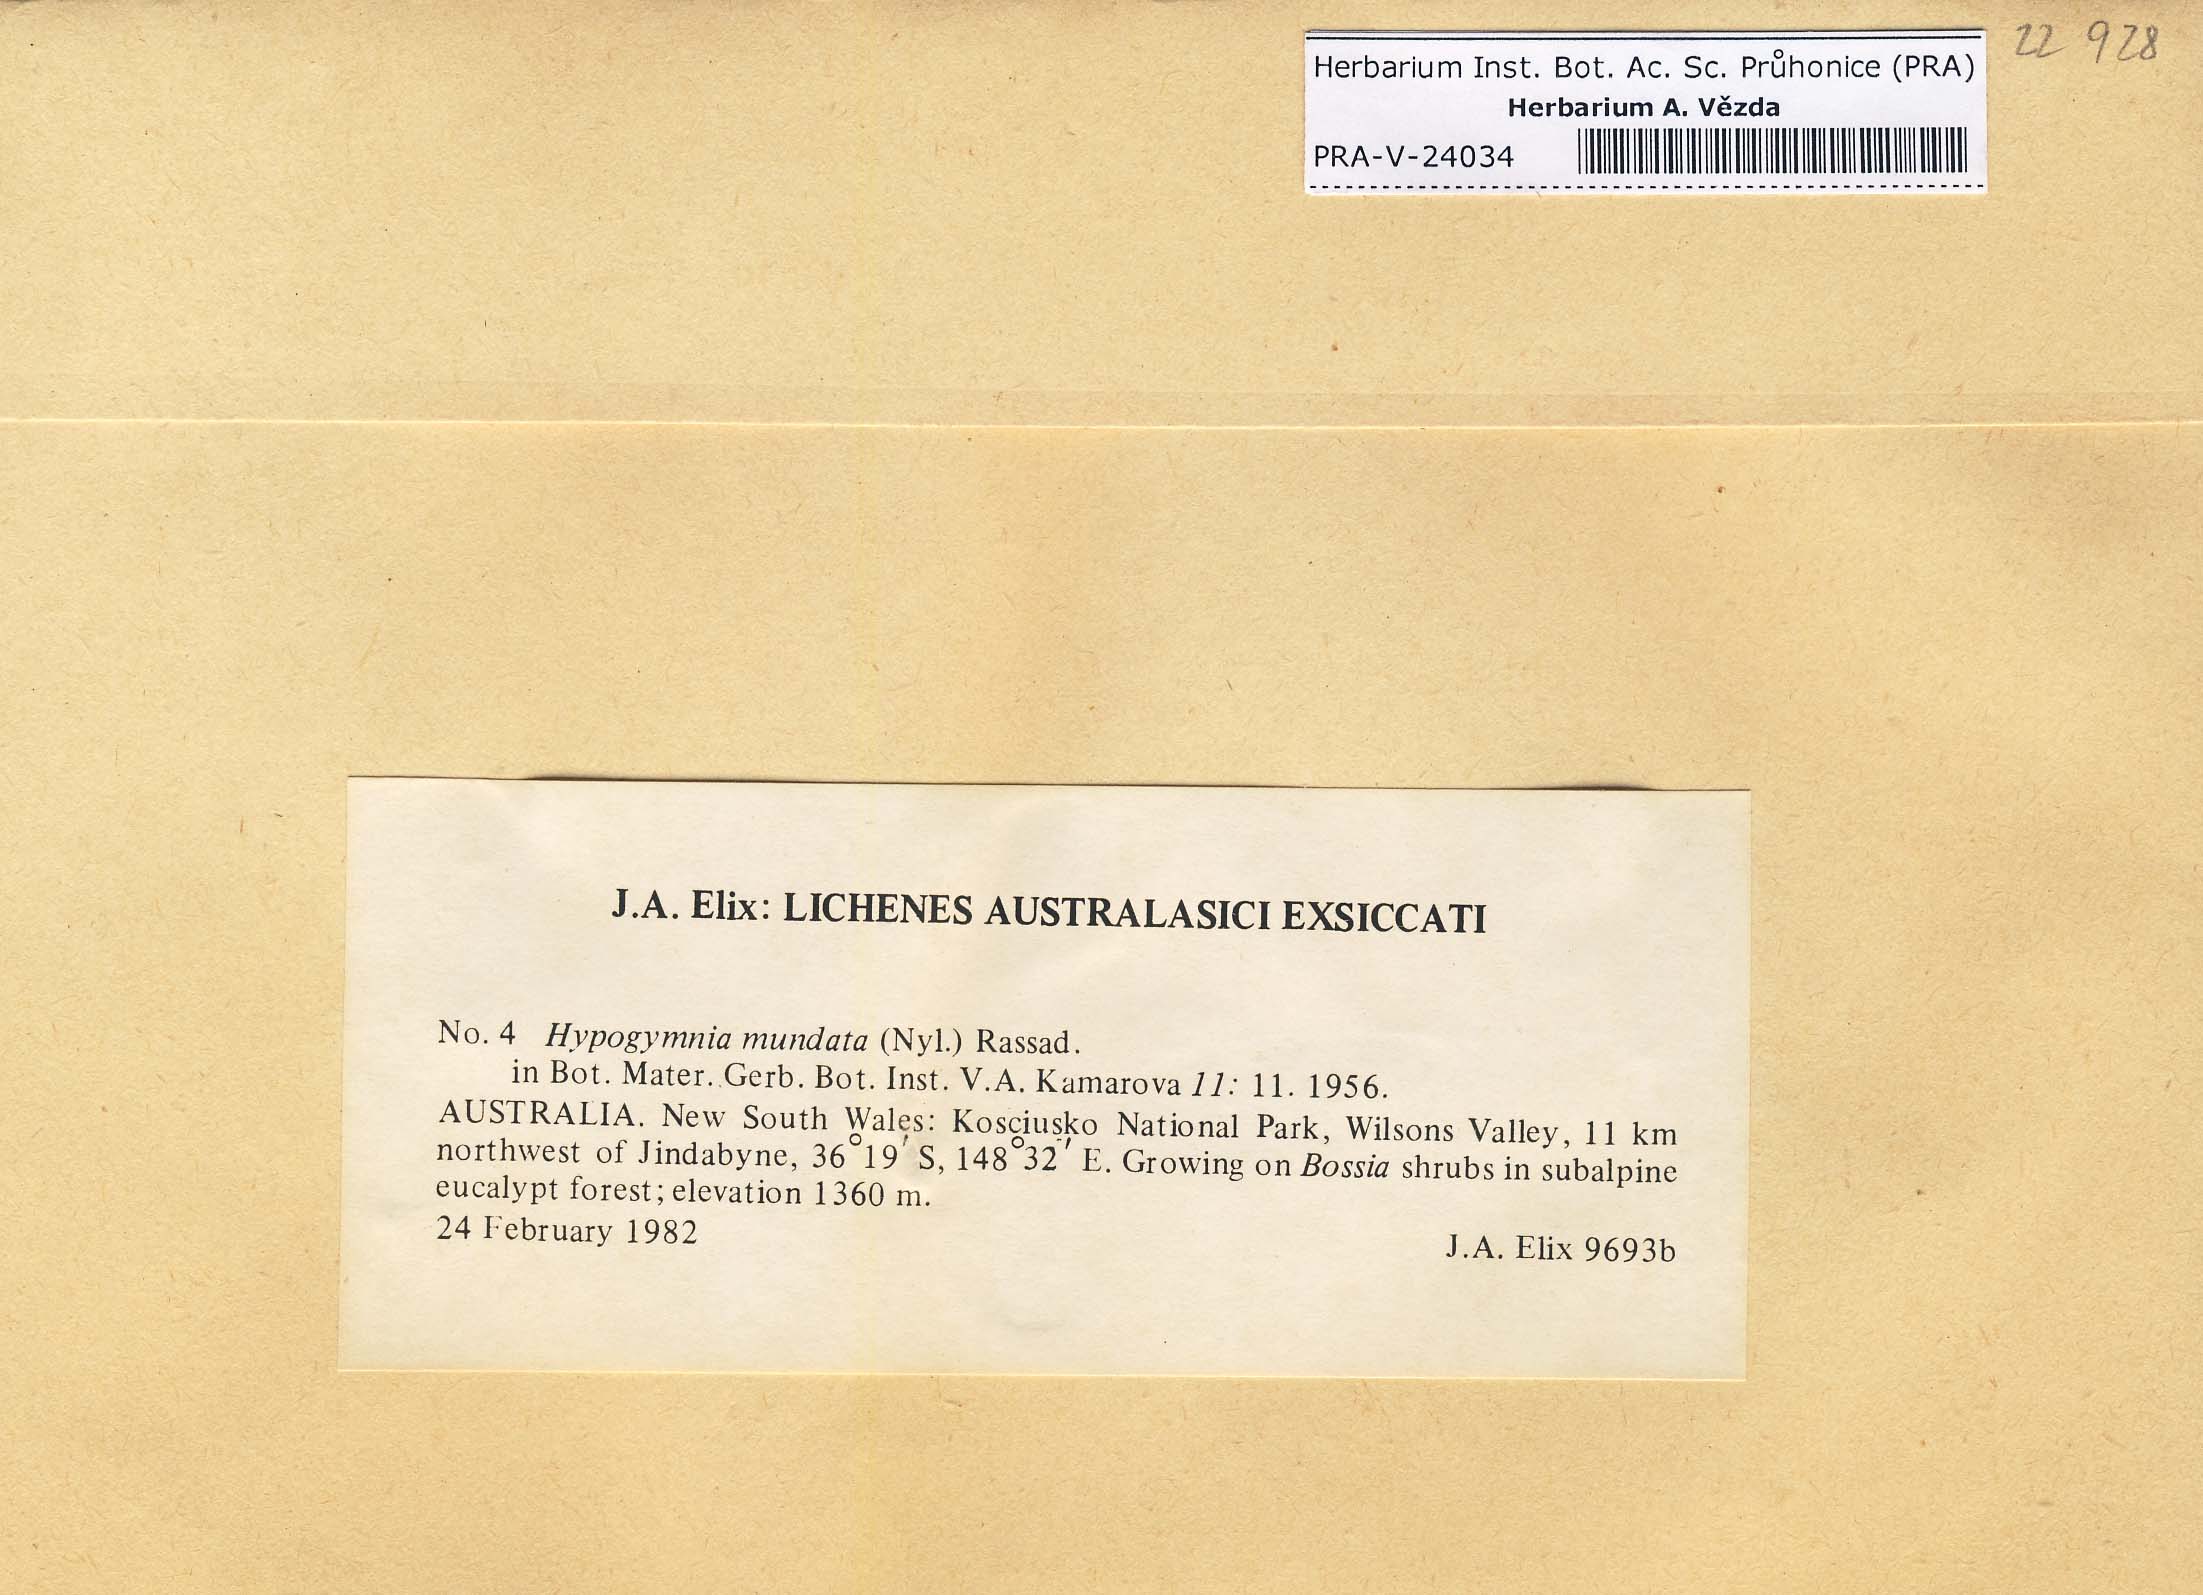 22 928
Herbarium Inst. Bot. Ac. Sc. Průhonice (PRA)
Herbarium A. Vězda
PRA-V-24034
J.A. Elix: LICHENES AUSTRALASICI EXSICCATI
No. 4 Hypogymnia mundata (Nyl.) Rassad.
in Bot. Mater. Gerb. Bot. Inst. V.A. Kamarova 11: 11. 1956.
AUSTRALIA. New South Wales: Kosciusko National Park, Wilsons Valley, 11 km
northwest of Jindabyne, 36°19′ S, 148°32′ E. Growing on Bossia shrubs in subalpine
eucalypt forest; elevation 1360 m.
24 February 1982
J.A. Elix 9693b